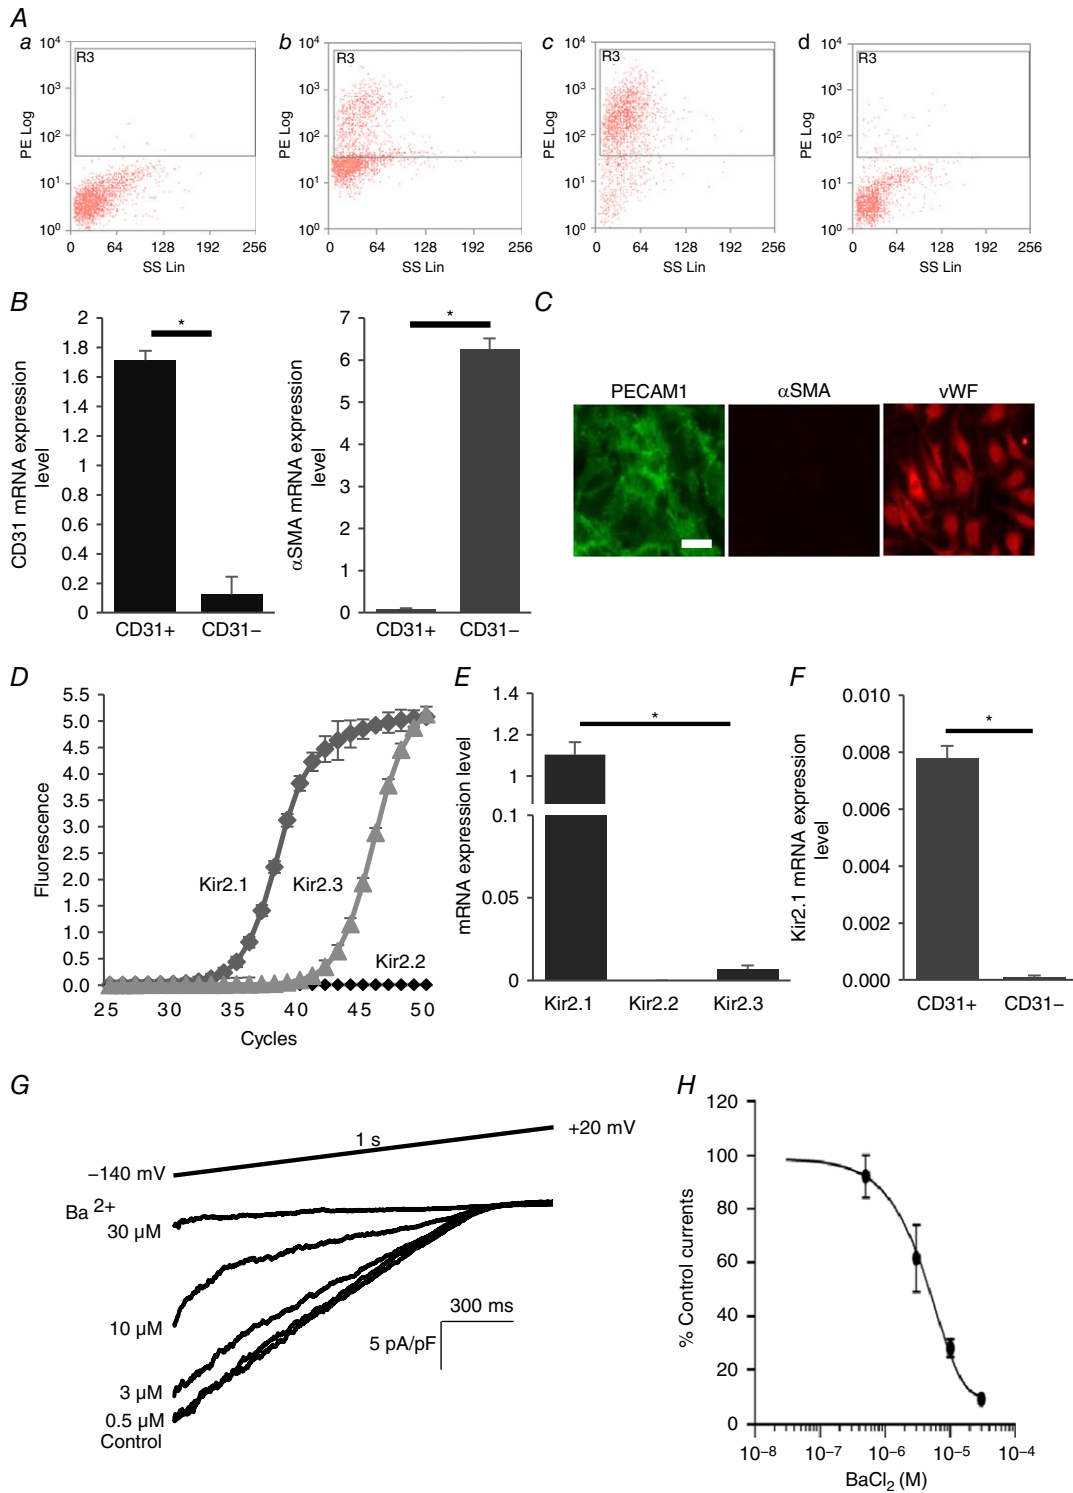 A
a
b
c
d
PE Log
10⁴
10³
10²
10¹
10⁰
R3
0 64 128 192 256
SS Lin
PE Log
10⁴
10³
10²
10¹
10⁰
R3
0 64 128 192 256
SS Lin
PE Log
10⁴
10³
10²
10¹
10⁰
R3
0 64 128 192 256
SS Lin
PE Log
10⁴
10³
10²
10¹
10⁰
R3
0 64 128 192 256
SS Lin
B
CD31 mRNA expression
level
2
1.8
1.6
1.4
1.2
1
0.8
0.6
0.4
0.2
0
*
CD31+ CD31−
αSMA mRNA expression
level
7
6
5
4
3
2
1
0
*
CD31+ CD31−
C
PECAM1 αSMA vWF
D
Fluorescence
5.5
5.0
4.5
4.0
3.5
3.0
2.5
2.0
1.5
1.0
0.5
0.0
Kir2.1 Kir2.3
Kir2.2
25 30 35 40 45 50
Cycles
E
mRNA expression level
1.4
1.2
1
0.1
0.05
0
*
Kir2.1 Kir2.2 Kir2.3
F
Kir2.1 mRNA expression
level
0.010
0.008
0.006
0.004
0.002
0.000
*
CD31+ CD31−
G
−140 mV
1 s
+20 mV
Ba 2+
30 µM
10 µM
3 µM
0.5 µM
Control
300 ms
5 pA/pF
H
% Control currents
120
100
80
60
40
20
0
10⁻⁸ 10⁻⁷ 10⁻⁶ 10⁻⁵ 10⁻⁴
BaCl₂ (M)